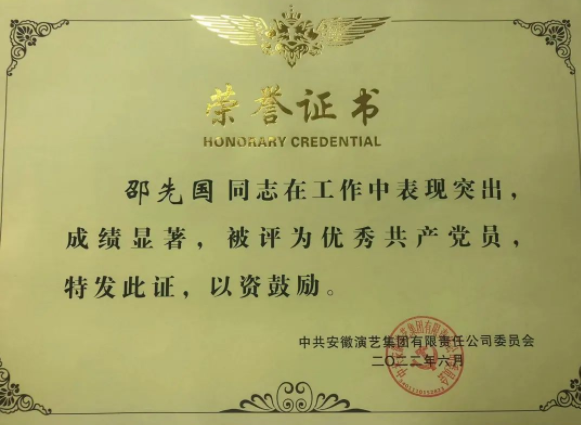 荣誉证书
HONORARY CREDENTIAL
邵先国同志在工作中表现突出，
成绩显著，被评为优秀共产党员，
特发此证，以资鼓励。
中共安徽演艺集团有限责任公司委员会
二〇二二年六月